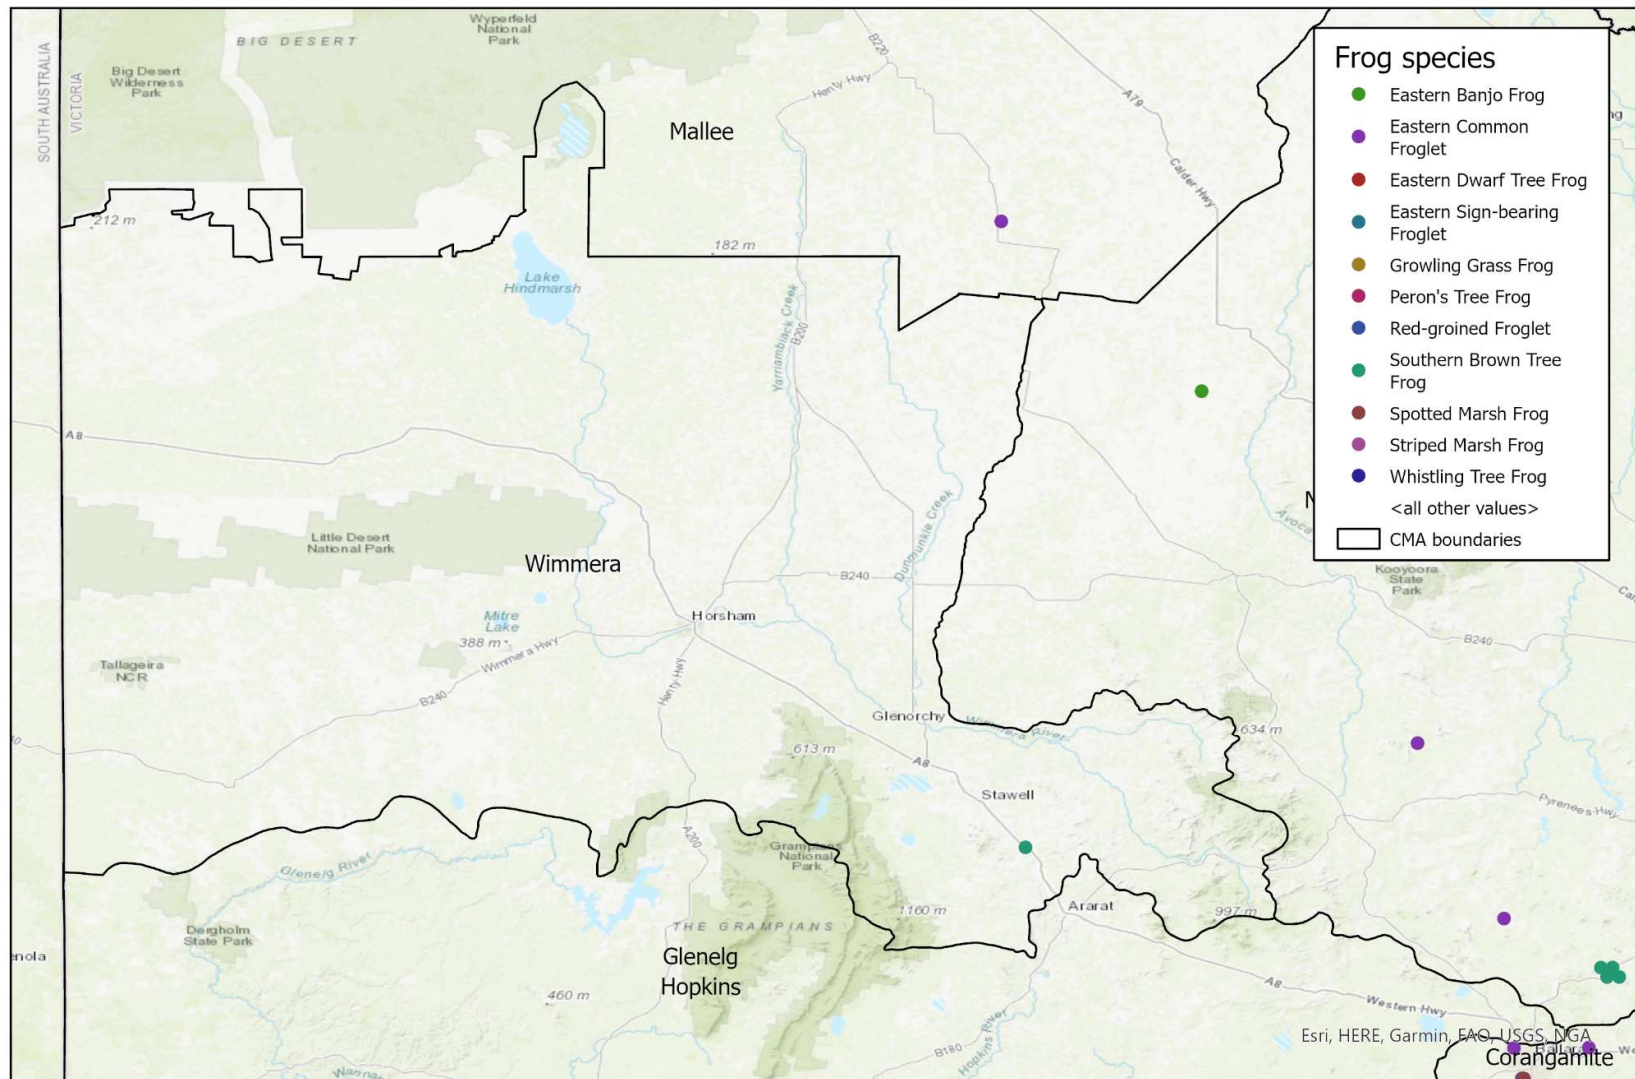 Wyperfeld
National
Park
BIG DESERT
Big Desert
Wilderness
Park
SOUTH AUSTRALIA
VICTORIA
Mallee
B220
Henty Hwy
A79
Calder Hwy
212 m
182 m
Lake
Hindmarsh
Yarriambiack Creek
B200
A8
Little Desert
National Park
Wimmera
Dunmunkle Creek
B240
Horsham
Mitre
Lake
388 m
Wimmera Hwy
Tallageira
NCR
B240
Henty Hwy
Glenorchy
Wimmera River
634 m
613 m
A8
Stawell
Pyrenees Hwy
A200
Grampians
National
Park
Glenelg River
Dergholm
State Park
THE GRAMPIANS
1160 m
Ararat
997 m
Glenelg
Hopkins
460 m
A8
Western Hwy
Hopkins River
B180
Avoca
Kooyoora
State
Park
B240
Frog species
Eastern Banjo Frog
Eastern Common
Froglet
Eastern Dwarf Tree Frog
Eastern Sign-bearing
Froglet
Growling Grass Frog
Peron's Tree Frog
Red-groined Froglet
Southern Brown Tree
Frog
Spotted Marsh Frog
Striped Marsh Frog
Whistling Tree Frog
<all other values>
CMA boundaries
Esri, HERE, Garmin, FAO, USGS, NGA
Corangamite